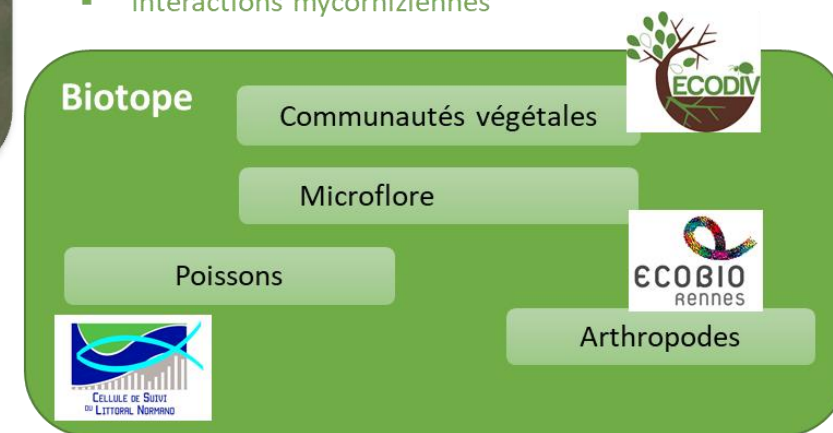 ▪ Interactions mycorhiziennes
Biotope
ECODIV
Communautés végétales
Microflore
Poissons
ECOBIO
Rennes
Arthropodes
CELLULE DE SUIVI
DU LITTORAL NORMAND